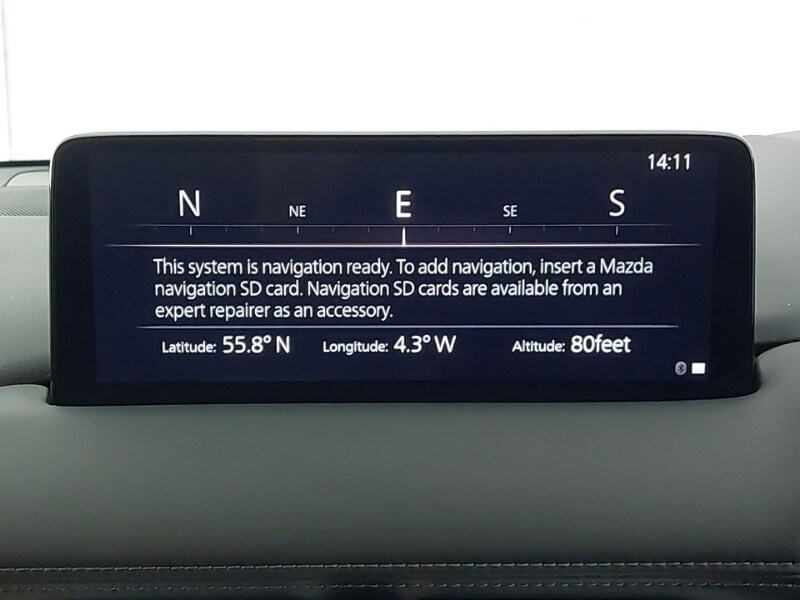 14:11
N NE E SE S
This system is navigation ready. To add navigation, insert a Mazda
navigation SD card. Navigation SD cards are available from an
expert repairer as an accessory.
Latitude: 55.8° N Longitude: 4.3° W Altitude: 80feet